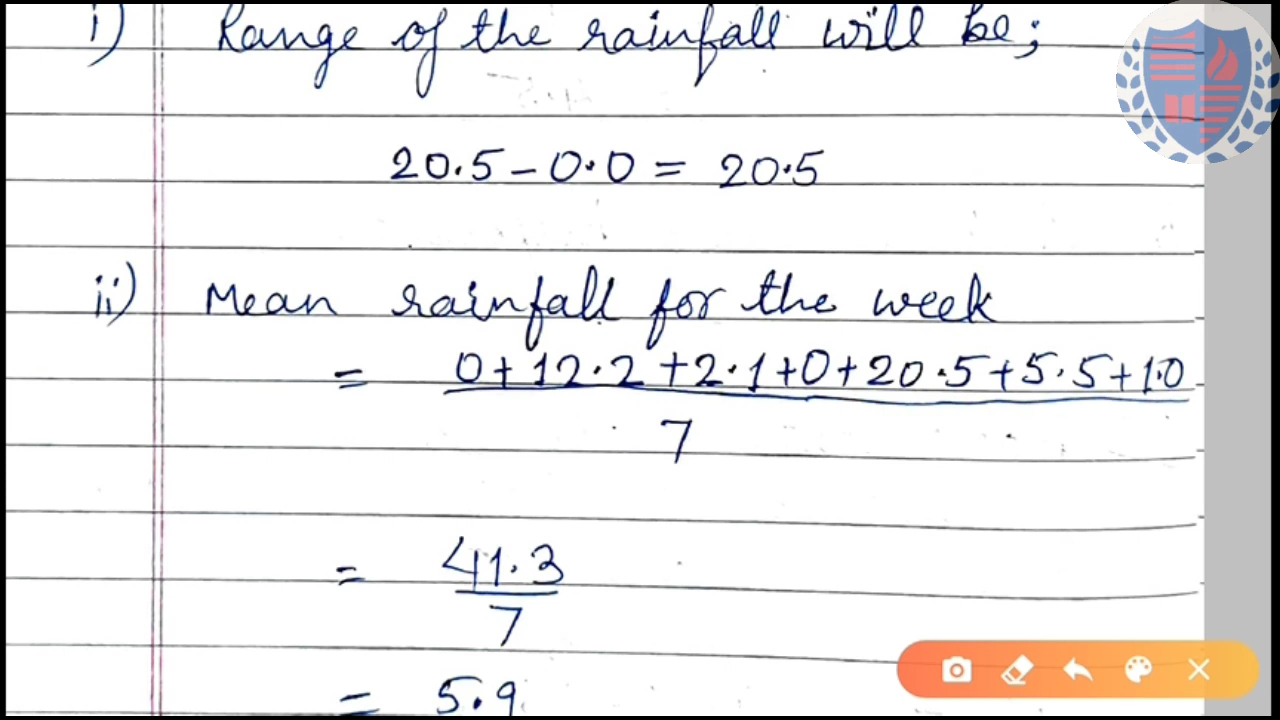 i) Range of the rainfall will be;
20.5 - 0.0 = 20.5
ii) Mean rainfall for the week
= 0+12.2+2.1+0+20.5+5.5+1.0
7
= 41.3
7
= 5.9